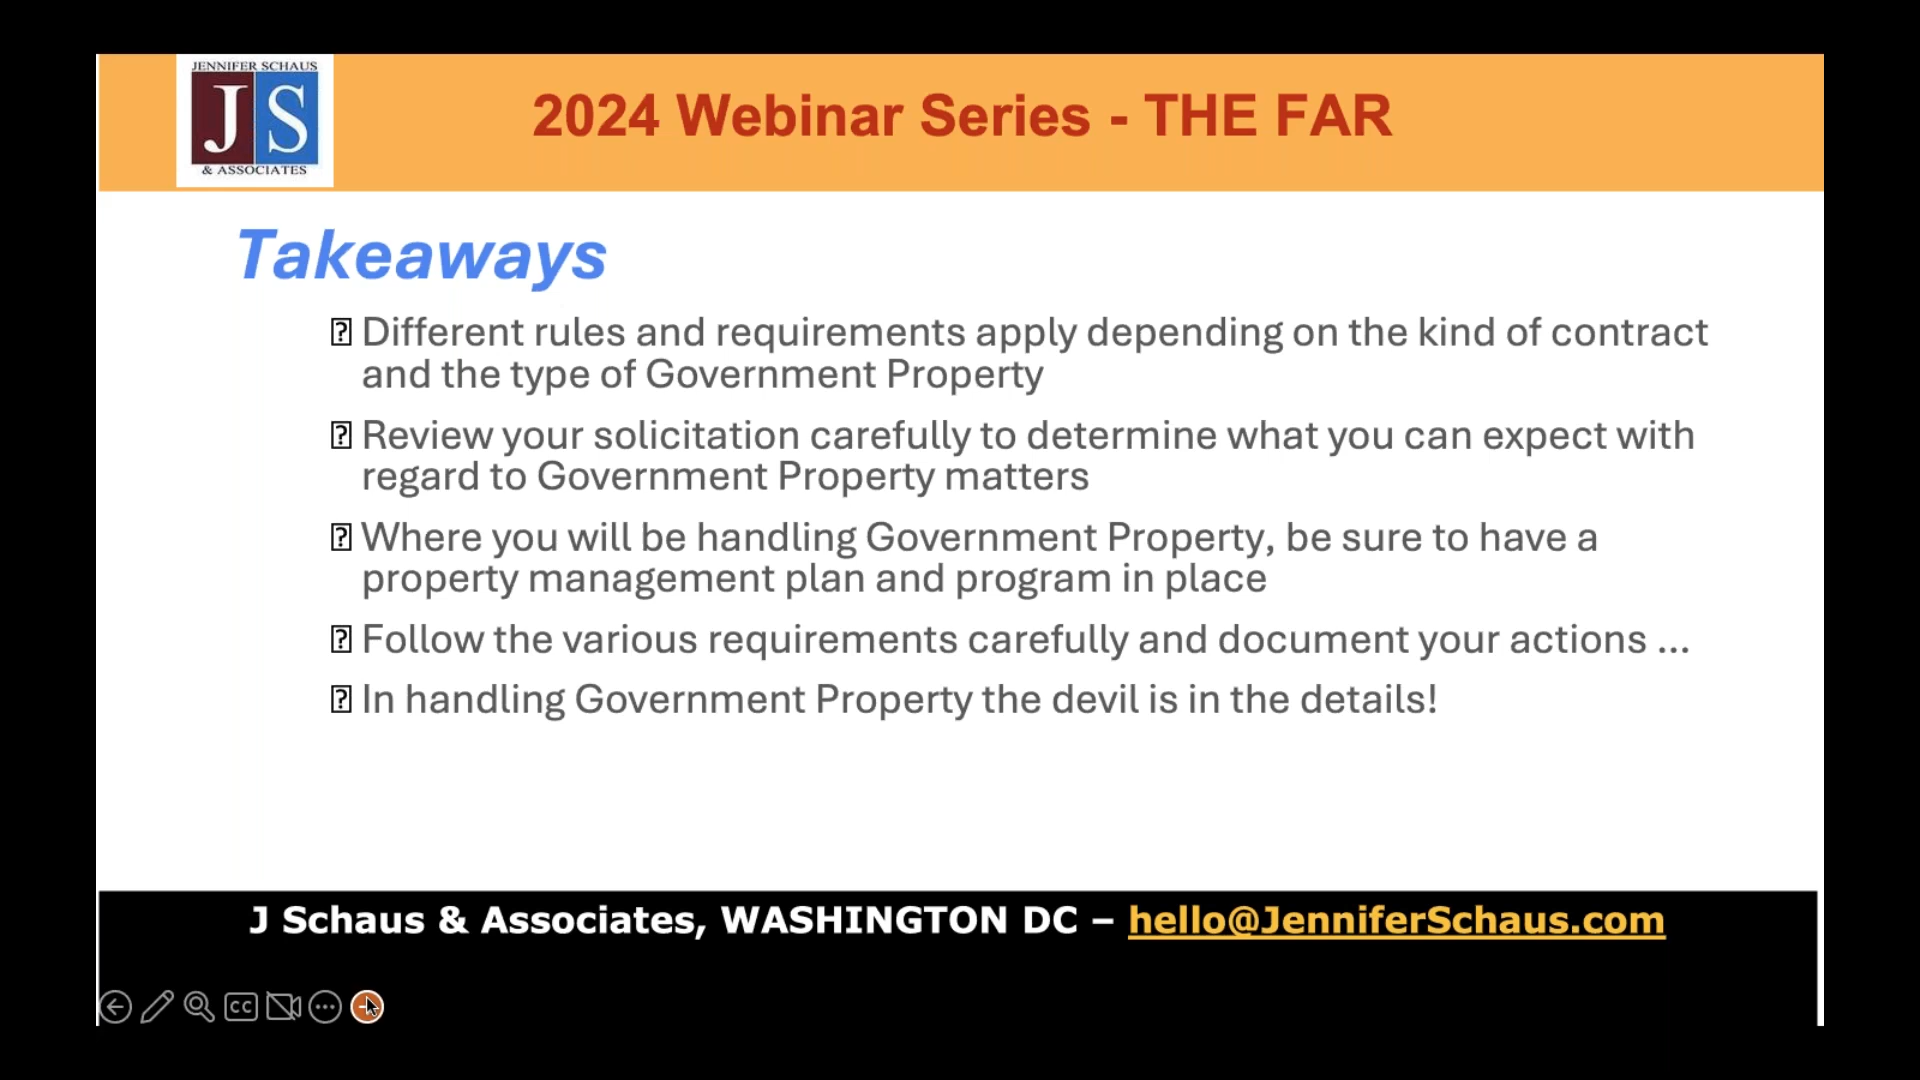 JENNIFER SCHAUS
JS
& ASSOCIATES
2024 Webinar Series - THE FAR
Takeaways
⍰ Different rules and requirements apply depending on the kind of contract
and the type of Government Property
⍰ Review your solicitation carefully to determine what you can expect with
regard to Government Property matters
⍰ Where you will be handling Government Property, be sure to have a
property management plan and program in place
⍰ Follow the various requirements carefully and document your actions ...
⍰ In handling Government Property the devil is in the details!
J Schaus & Associates, WASHINGTON DC – hello@JenniferSchaus.com
CC